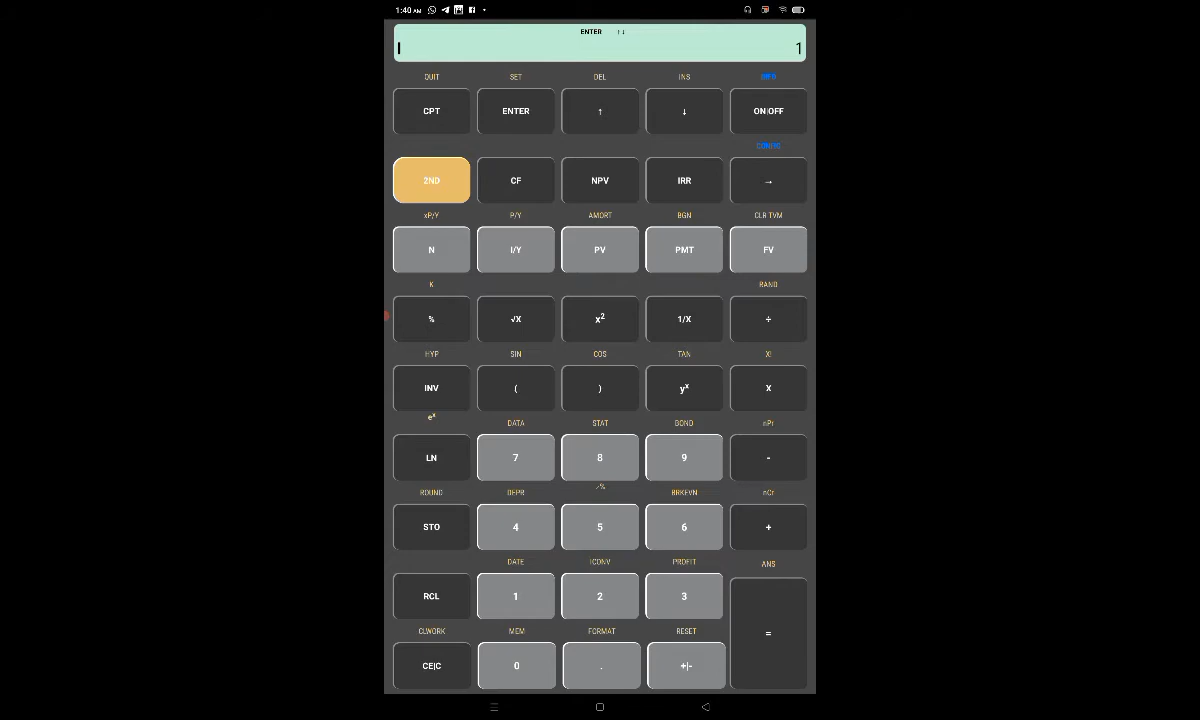 1:40 AM
ENTER ↑↓
I 1
QUIT SET DEL INS
CPT ENTER ↑ ↓ ON|OFF
2ND CF NPV IRR →
xP/Y P/Y AMORT BGN CLR TVM
N I/Y PV PMT FV
K RAND
% √X x² 1/X ÷
HYP SIN COS TAN X!
INV ( ) yˣ X
eˣ DATA STAT BOND nPr
LN 7 8 9 -
ROUND DEPR ∕% BRKEVN nCr
STO 4 5 6 +
DATE ICONV PROFIT ANS
RCL 1 2 3 =
CLWORK MEM FORMAT RESET
CE|C 0 . +|-